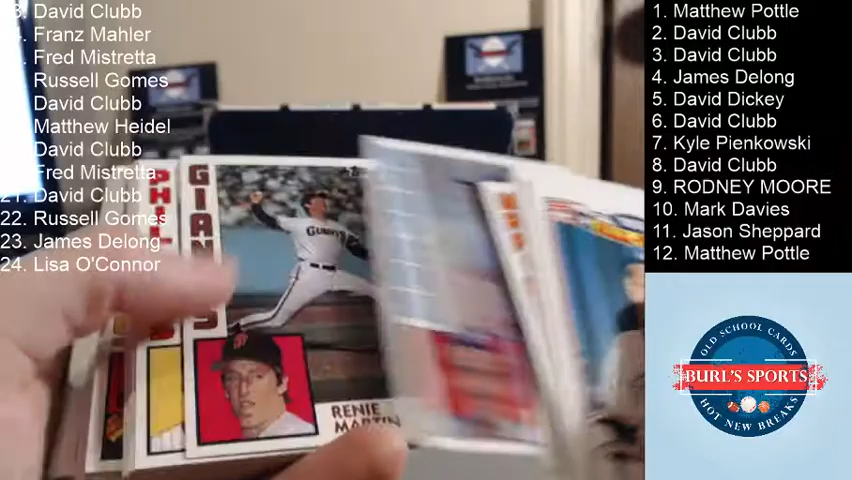 David Clubb
Franz Mahler
Fred Mistretta
Russell Gomes
David Clubb
Matthew Heidel
David Clubb
Fred Mistretta
21. David Clubb
22. Russell Gomes
23. James Delong
24. Lisa O'Connor
1. Matthew Pottle
2. David Clubb
3. David Clubb
4. James Delong
5. David Dickey
6. David Clubb
7. Kyle Pienkowski
8. David Clubb
9. RODNEY MOORE
10. Mark Davies
11. Jason Sheppard
12. Matthew Pottle
GIANTS
GIANTS
RENIE
MARTIN
OLD SCHOOL CARDS
BURL'S SPORTS
HOT NEW BREAKS